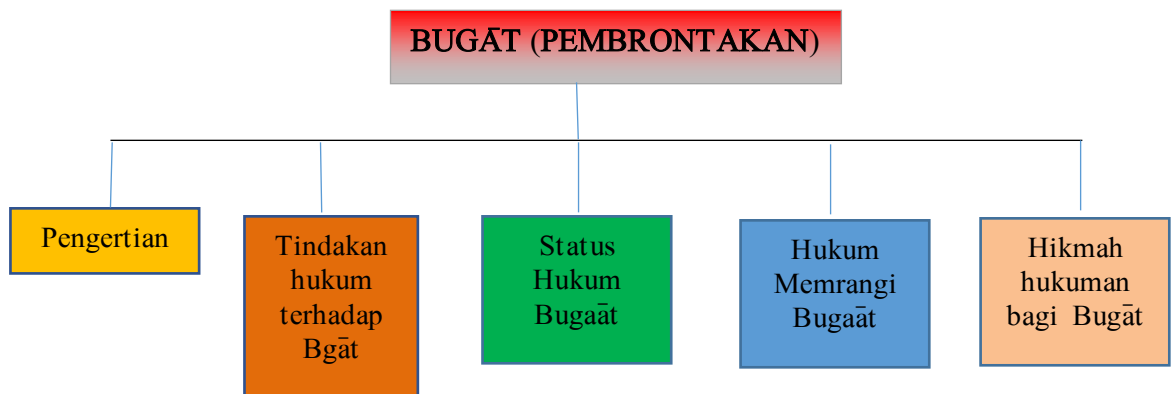 BUGĀT (PEMBRONTAKAN)
Pengertian
Tindakan
hukum
terhadap
Bgāt
Status
Hukum
Bugaāt
Hukum
Memrangi
Bugaāt
Hikmah
hukuman
bagi Bugāt